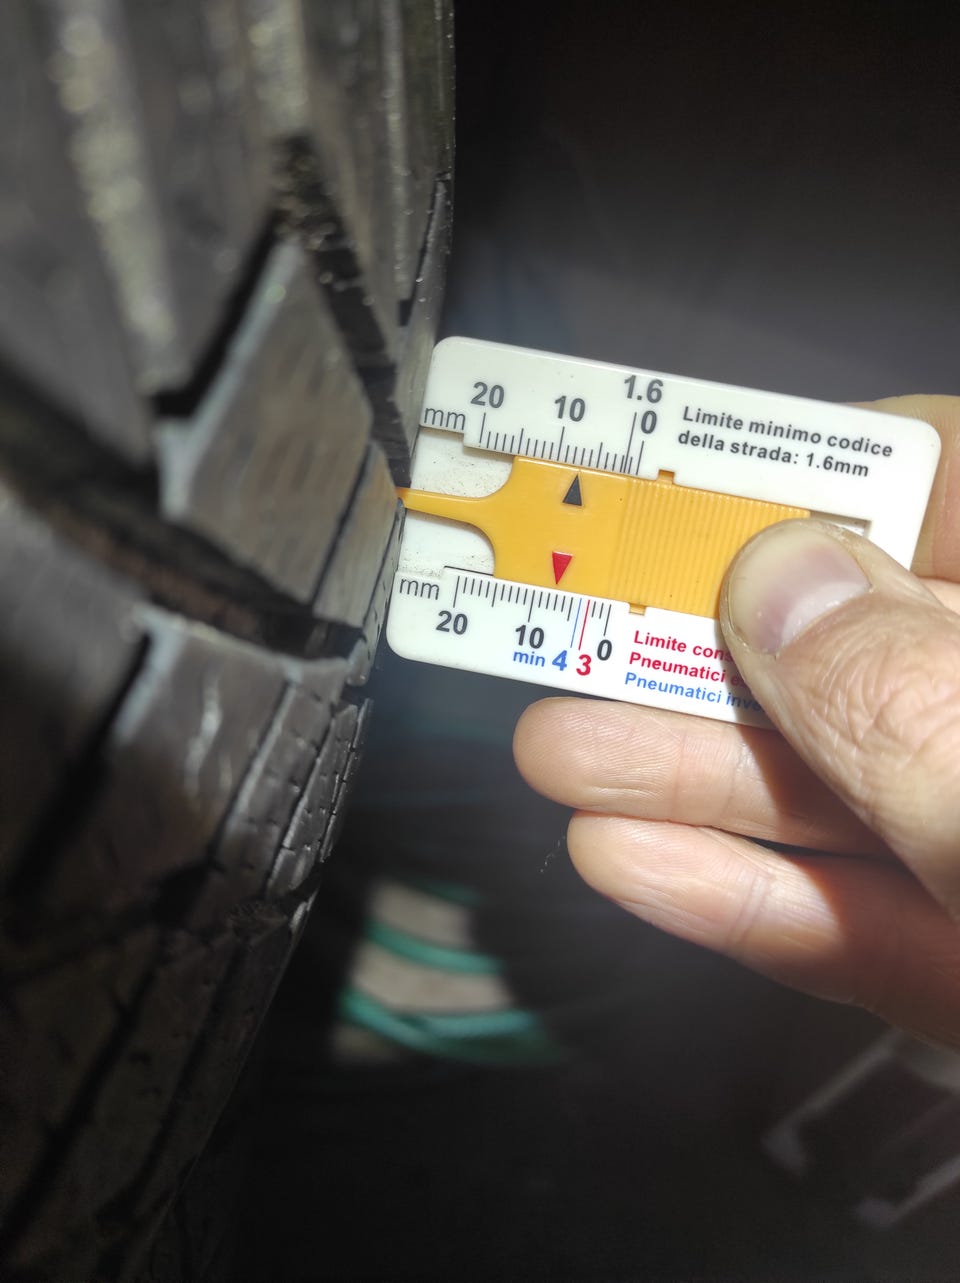 20 10 1.6 0
mm
Limite minimo codice
della strada: 1.6mm
mm
20 10 0
min 4 3
Limite cons
Pneumatici
Pneumatici inve